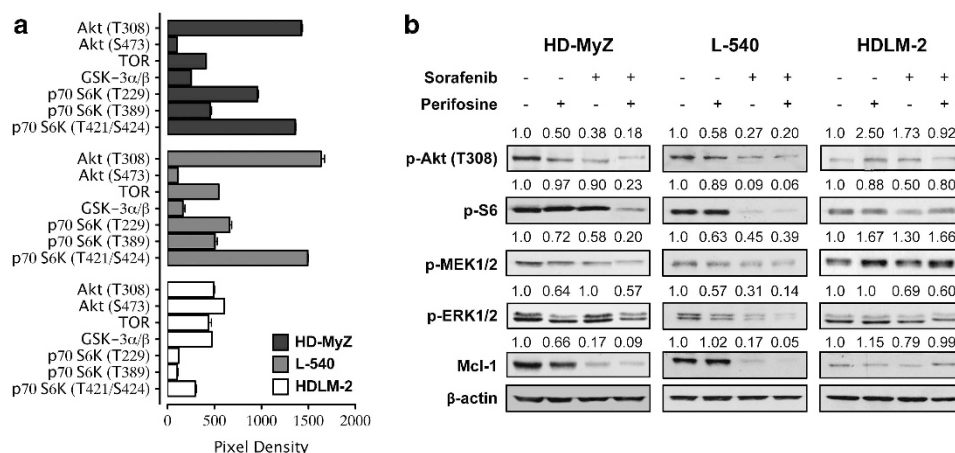 a
Akt (T308)
Akt (S473)
TOR
GSK-3α/β
p70 S6K (T229)
p70 S6K (T389)
p70 S6K (T421/S424)
Akt (T308)
Akt (S473)
TOR
GSK-3α/β
p70 S6K (T229)
p70 S6K (T389)
p70 S6K (T421/S424)
Akt (T308)
Akt (S473)
TOR
GSK-3α/β
p70 S6K (T229)
p70 S6K (T389)
p70 S6K (T421/S424)
HD-MyZ
L-540
HDLM-2
0 500 1000 1500 2000
Pixel Density
b
HD-MyZ L-540 HDLM-2
Sorafenib - - + + - - + + - - + +
Perifosine - + - + - + - + - + - +
1.0 0.50 0.38 0.18 1.0 0.58 0.27 0.20 1.0 2.50 1.73 0.92
p-Akt (T308)
1.0 0.97 0.90 0.23 1.0 0.89 0.09 0.06 1.0 0.88 0.50 0.80
p-S6
1.0 0.72 0.58 0.20 1.0 0.63 0.45 0.39 1.0 1.67 1.30 1.66
p-MEK1/2
1.0 0.64 1.0 0.57 1.0 0.57 0.31 0.14 1.0 1.0 0.69 0.60
p-ERK1/2
1.0 0.66 0.17 0.09 1.0 1.02 0.17 0.05 1.0 1.15 0.79 0.99
Mcl-1
β-actin